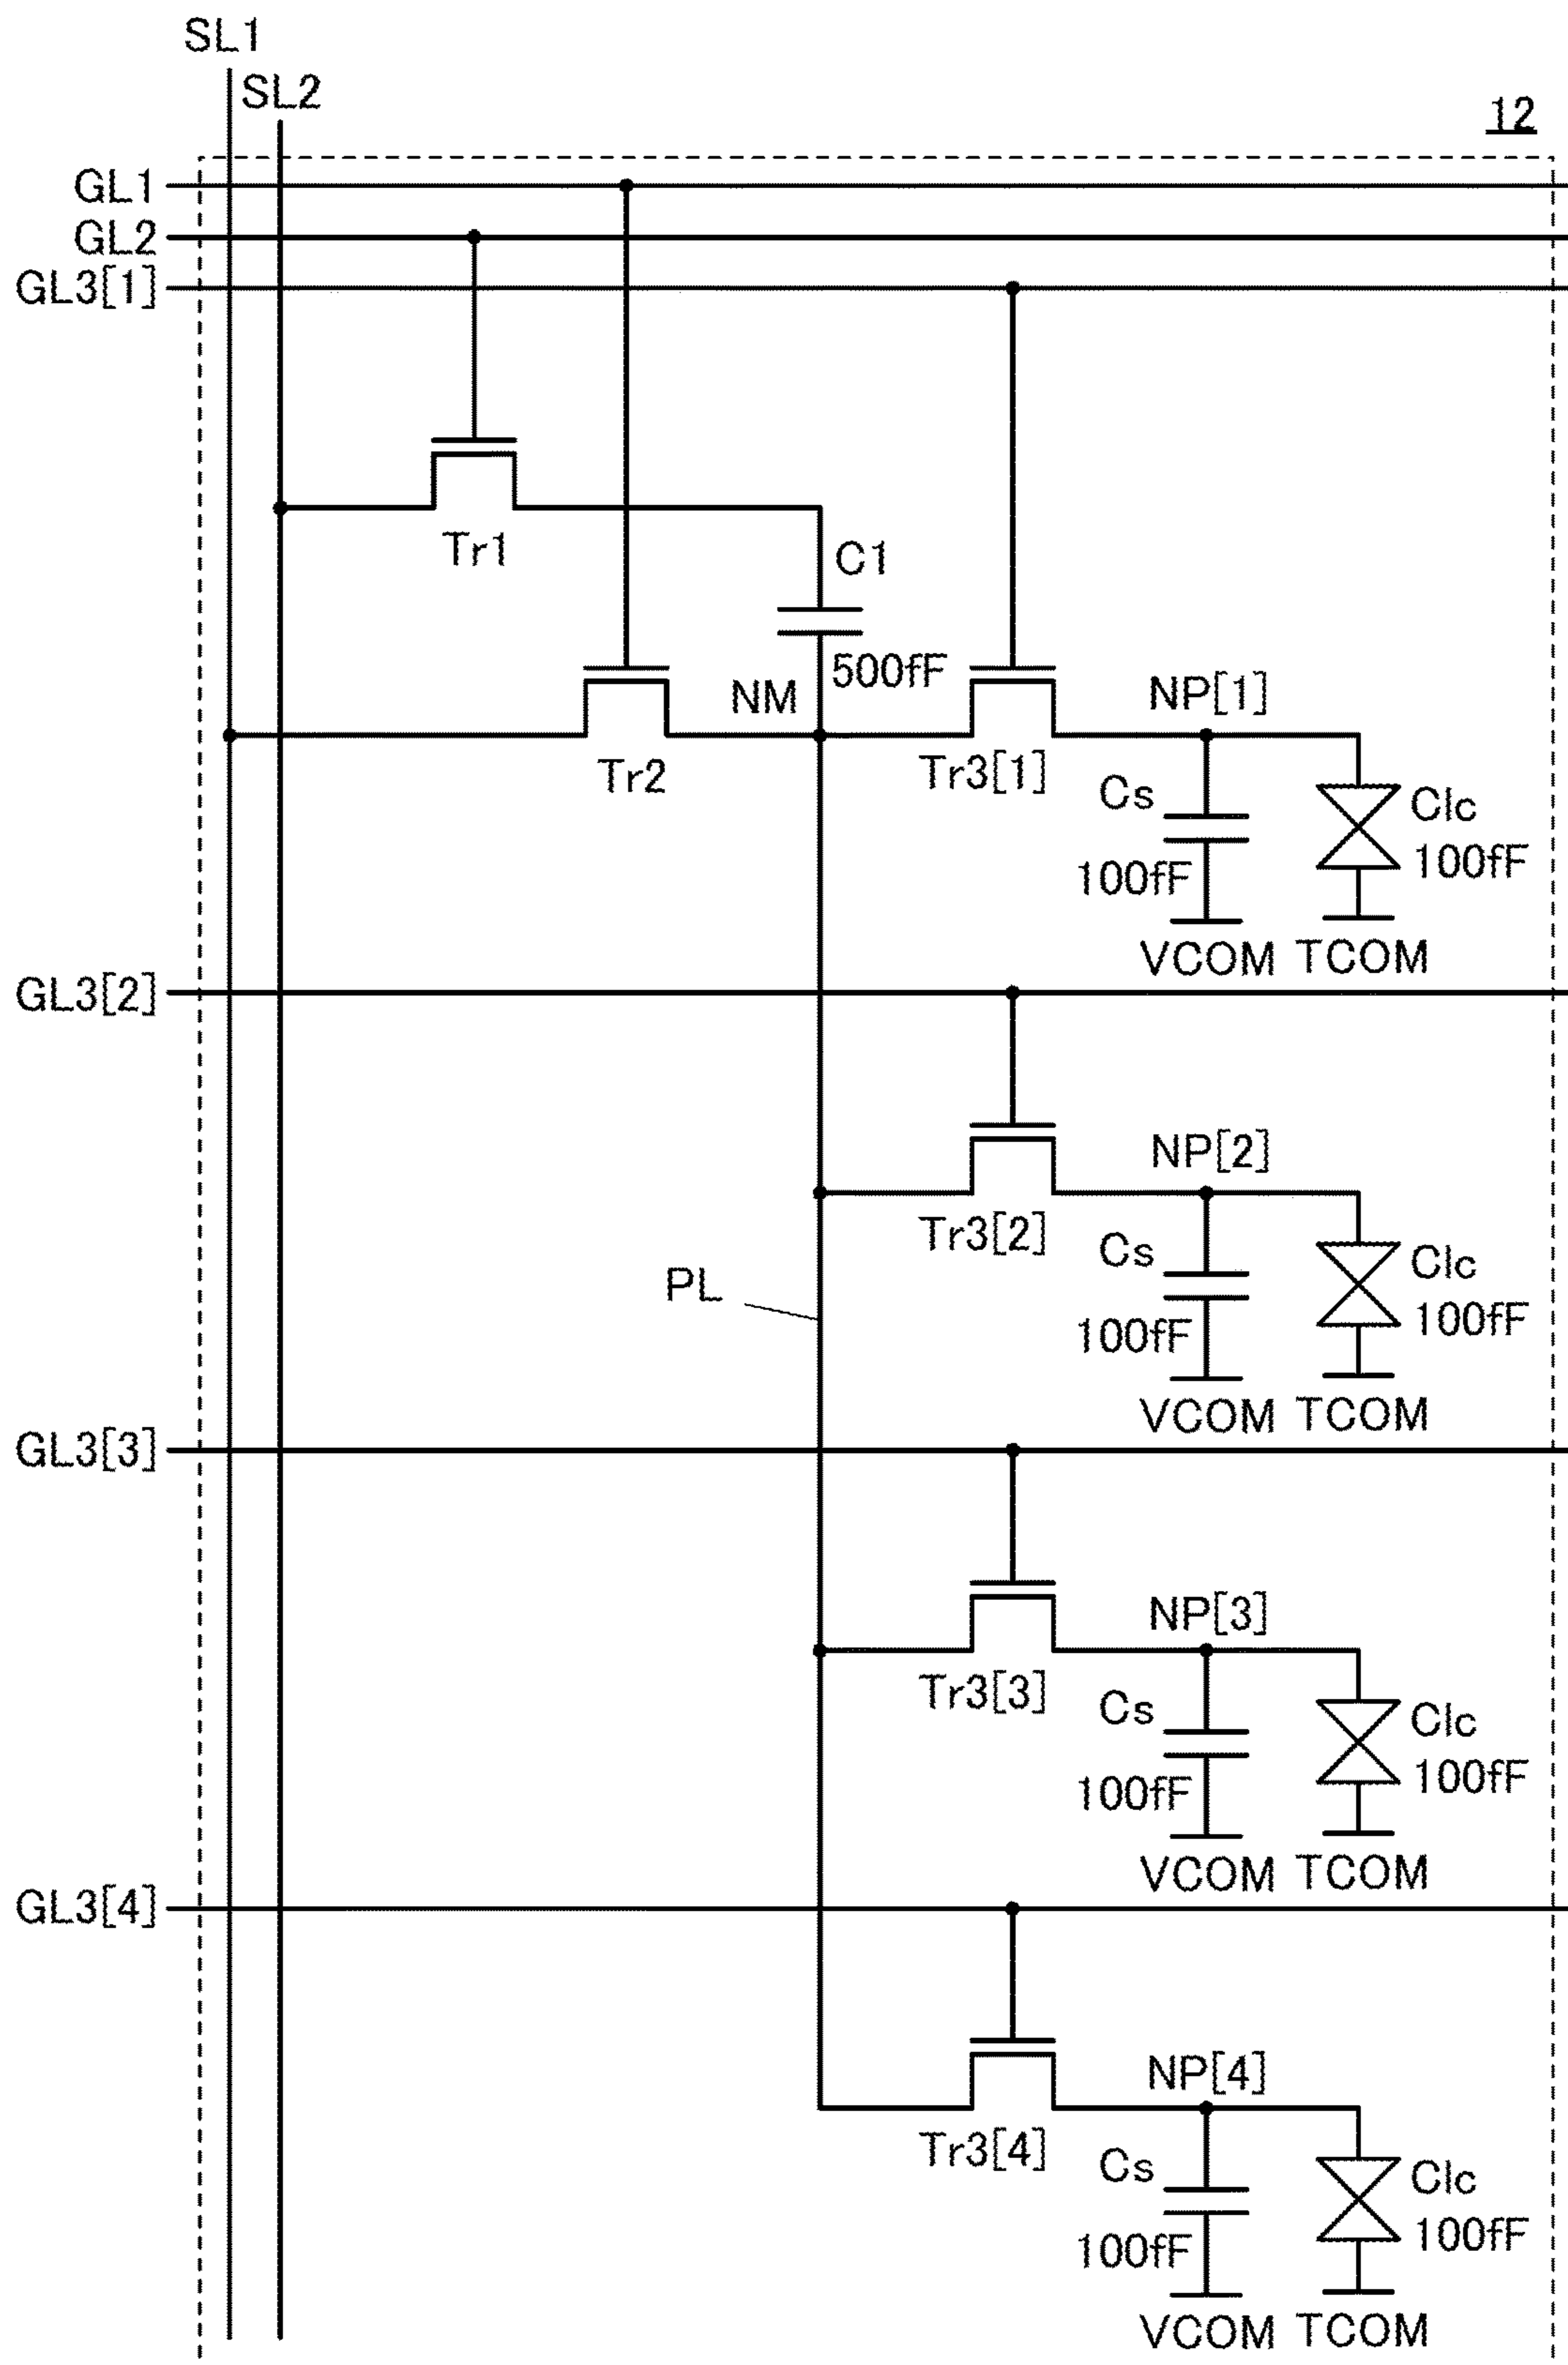 SL1
SL2
12
GL1
GL2
GL3[1]
Tr1
C1
500fF
NM
NP[1]
Tr2
Tr3[1]
Cs
Clc
100fF
100fF
VCOM
TCOM
GL3[2]
NP[2]
Tr3[2]
Cs
Clc
PL
100fF
100fF
VCOM
TCOM
GL3[3]
NP[3]
Tr3[3]
Cs
Clc
100fF
100fF
VCOM
TCOM
GL3[4]
NP[4]
Tr3[4]
Cs
Clc
100fF
100fF
VCOM
TCOM